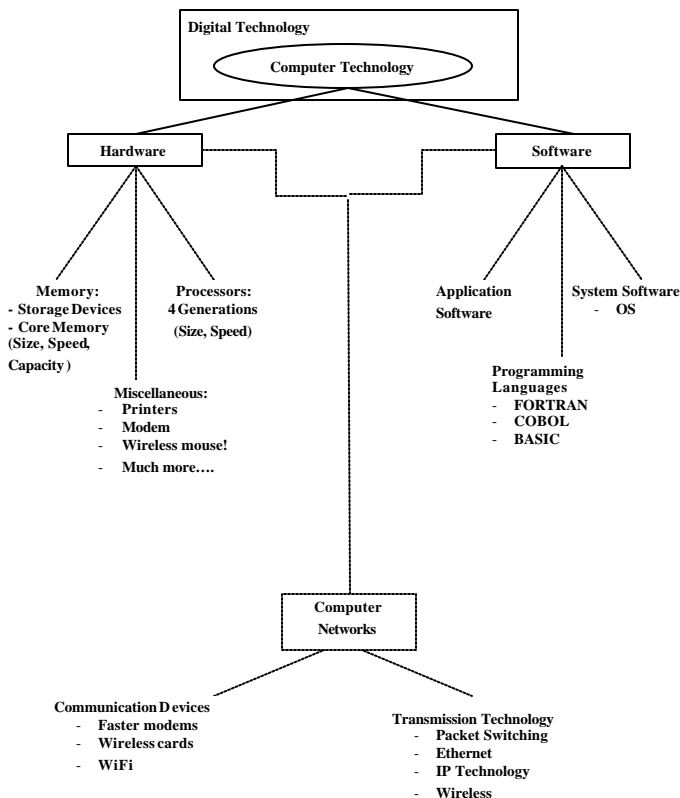 Digital Technology
Computer Technology
Hardware
Software
Memory:
- Storage Devices
- Core Memory
(Size, Speed,
Capacity)
Processors:
4 Generations
(Size, Speed)
Miscellaneous:
- Printers
- Modem
- Wireless mouse!
- Much more….
Application
Software
System Software
- OS
Programming
Languages
- FORTRAN
- COBOL
- BASIC
Computer
Networks
Communication Devices
- Faster modems
- Wireless cards
- WiFi
Transmission Technology
- Packet Switching
- Ethernet
- IP Technology
- Wireless